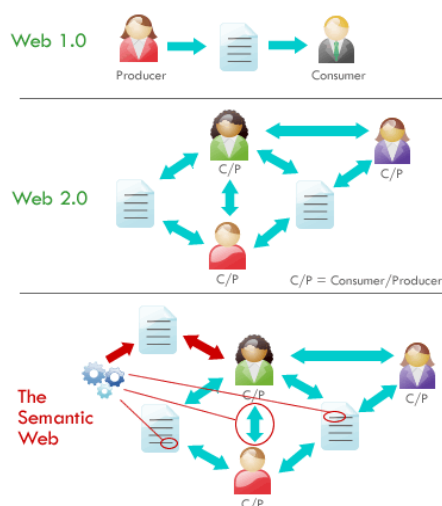 Web 1.0
Producer
Consumer
Web 2.0
C/P
C/P
C/P
C/P = Consumer/Producer
The
Semantic
Web
C/P
C/P
C/P